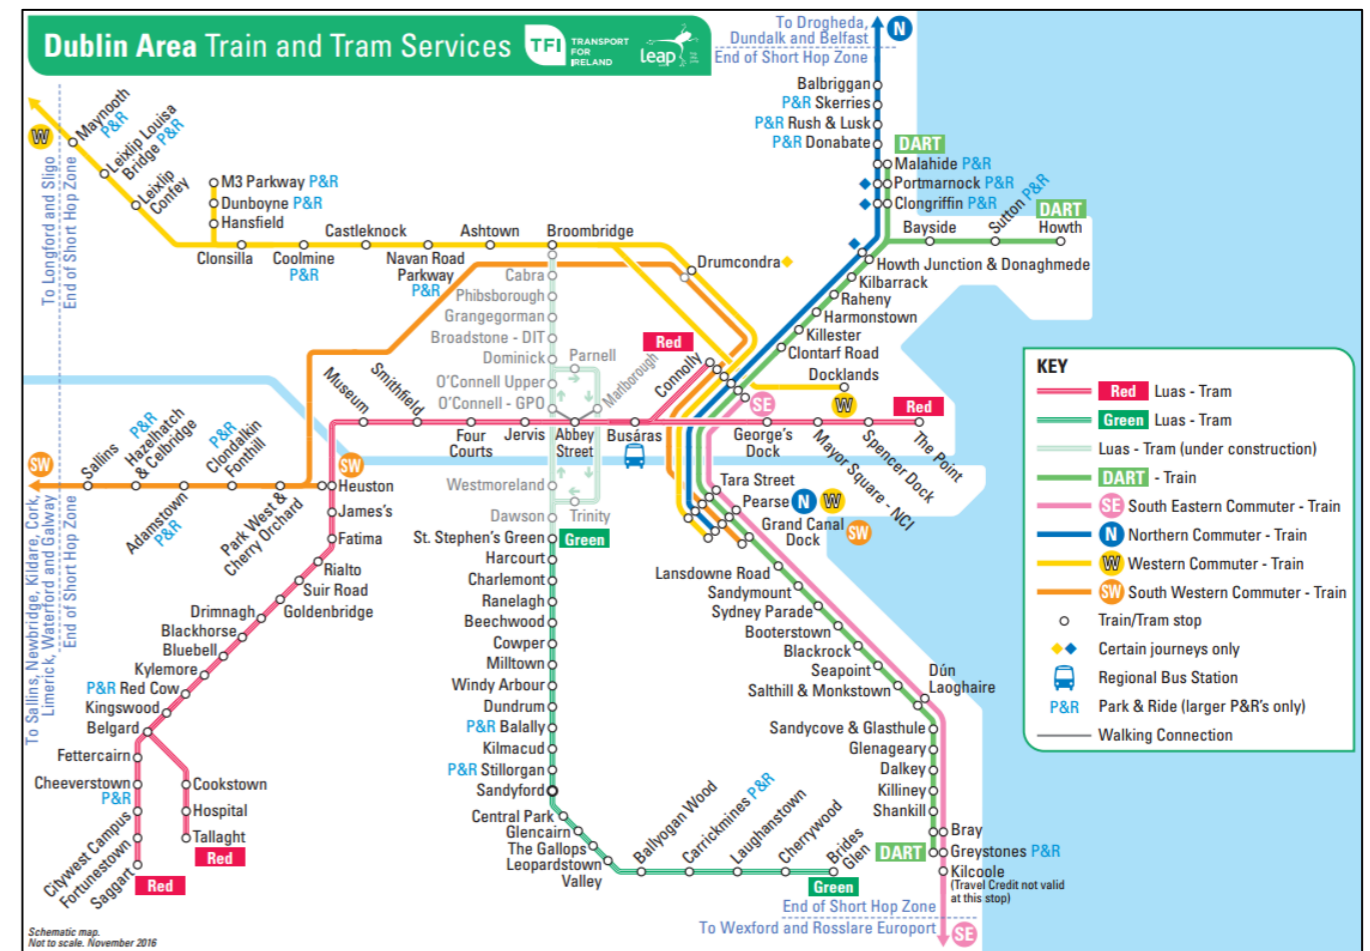 Dublin Area Train and Tram Services
TFI
TRANSPORT
FOR
IRELAND
Leap
To Drogheda,
Dundalk and Belfast
N
End of Short Hop Zone
Balbriggan
P&R Skerries
P&R Rush & Lusk
P&R Donabate
DART
Malahide P&R
Portmarnock P&R
Clongriffin P&R
Bayside
Sutton P&R
DART
Howth
Howth Junction & Donaghmede
Kilbarrack
Raheny
Harmonstown
Killester
Clontarf Road
W
Maynooth
P&R
Leixlip Louisa
Bridge P&R
Leixlip
Confey
To Longford and Sligo
End of Short Hop Zone
M3 Parkway P&R
Dunboyne P&R
Hansfield
Clonsilla
Coolmine
P&R
Castleknock
Navan Road
Parkway
P&R
Ashtown
Broombridge
Drumcondra
Cabra
Phibsborough
Grangegorman
Broadstone - DIT
Dominick
Parnell
O'Connell Upper
O'Connell - GPO
Marlborough
Red
Connolly
Docklands
W
SE
Red
Museum
Smithfield
Four
Courts
Jervis
Abbey
Street
Busáras
George's
Dock
Mayor Square - NCI
Spencer Dock
The Point
SW
Sallins
P&R
Hazelhatch
& Celbridge
Adamstown
P&R
P&R
Clondalkin
Fonthill
Park West &
Cherry Orchard
SW
Heuston
To Sallins, Newbridge, Kildare, Cork,
Limerick, Waterford and Galway
End of Short Hop Zone
James's
Fatima
Rialto
Suir Road
Goldenbridge
Drimnagh
Blackhorse
Bluebell
Kylemore
P&R Red Cow
Kingswood
Belgard
Fettercairn
Cheeverstown
P&R
Citywest Campus
Fortunestown
Saggart
Red
Cookstown
Hospital
Tallaght
Red
Westmoreland
Trinity
Dawson
St. Stephen's Green
Green
Harcourt
Charlemont
Ranelagh
Beechwood
Cowper
Milltown
Windy Arbour
Dundrum
P&R Balally
Kilmacud
P&R Stillorgan
Sandyford
Central Park
Glencairn
The Gallops
Leopardstown
Valley
Ballyogan Wood
Carrickmines P&R
Laughanstown
Cherrywood
Brides
Glen
Green
Tara Street
Pearse
N
W
Grand Canal
Dock
SW
Lansdowne Road
Sandymount
Sydney Parade
Booterstown
Blackrock
Seapoint
Salthill & Monkstown
Dún
Laoghaire
Sandycove & Glasthule
Glenageary
Dalkey
Killiney
Shankill
Bray
DART
Greystones P&R
Kilcoole
(Travel Credit not valid
at this stop)
End of Short Hop Zone
To Wexford and Rosslare Europort
SE
KEY
Red Luas - Tram
Green Luas - Tram
Luas - Tram (under construction)
DART - Train
SE South Eastern Commuter - Train
N Northern Commuter - Train
W Western Commuter - Train
SW South Western Commuter - Train
Train/Tram stop
Certain journeys only
Regional Bus Station
P&R Park & Ride (larger P&R's only)
Walking Connection
Schematic map.
Not to scale. November 2016